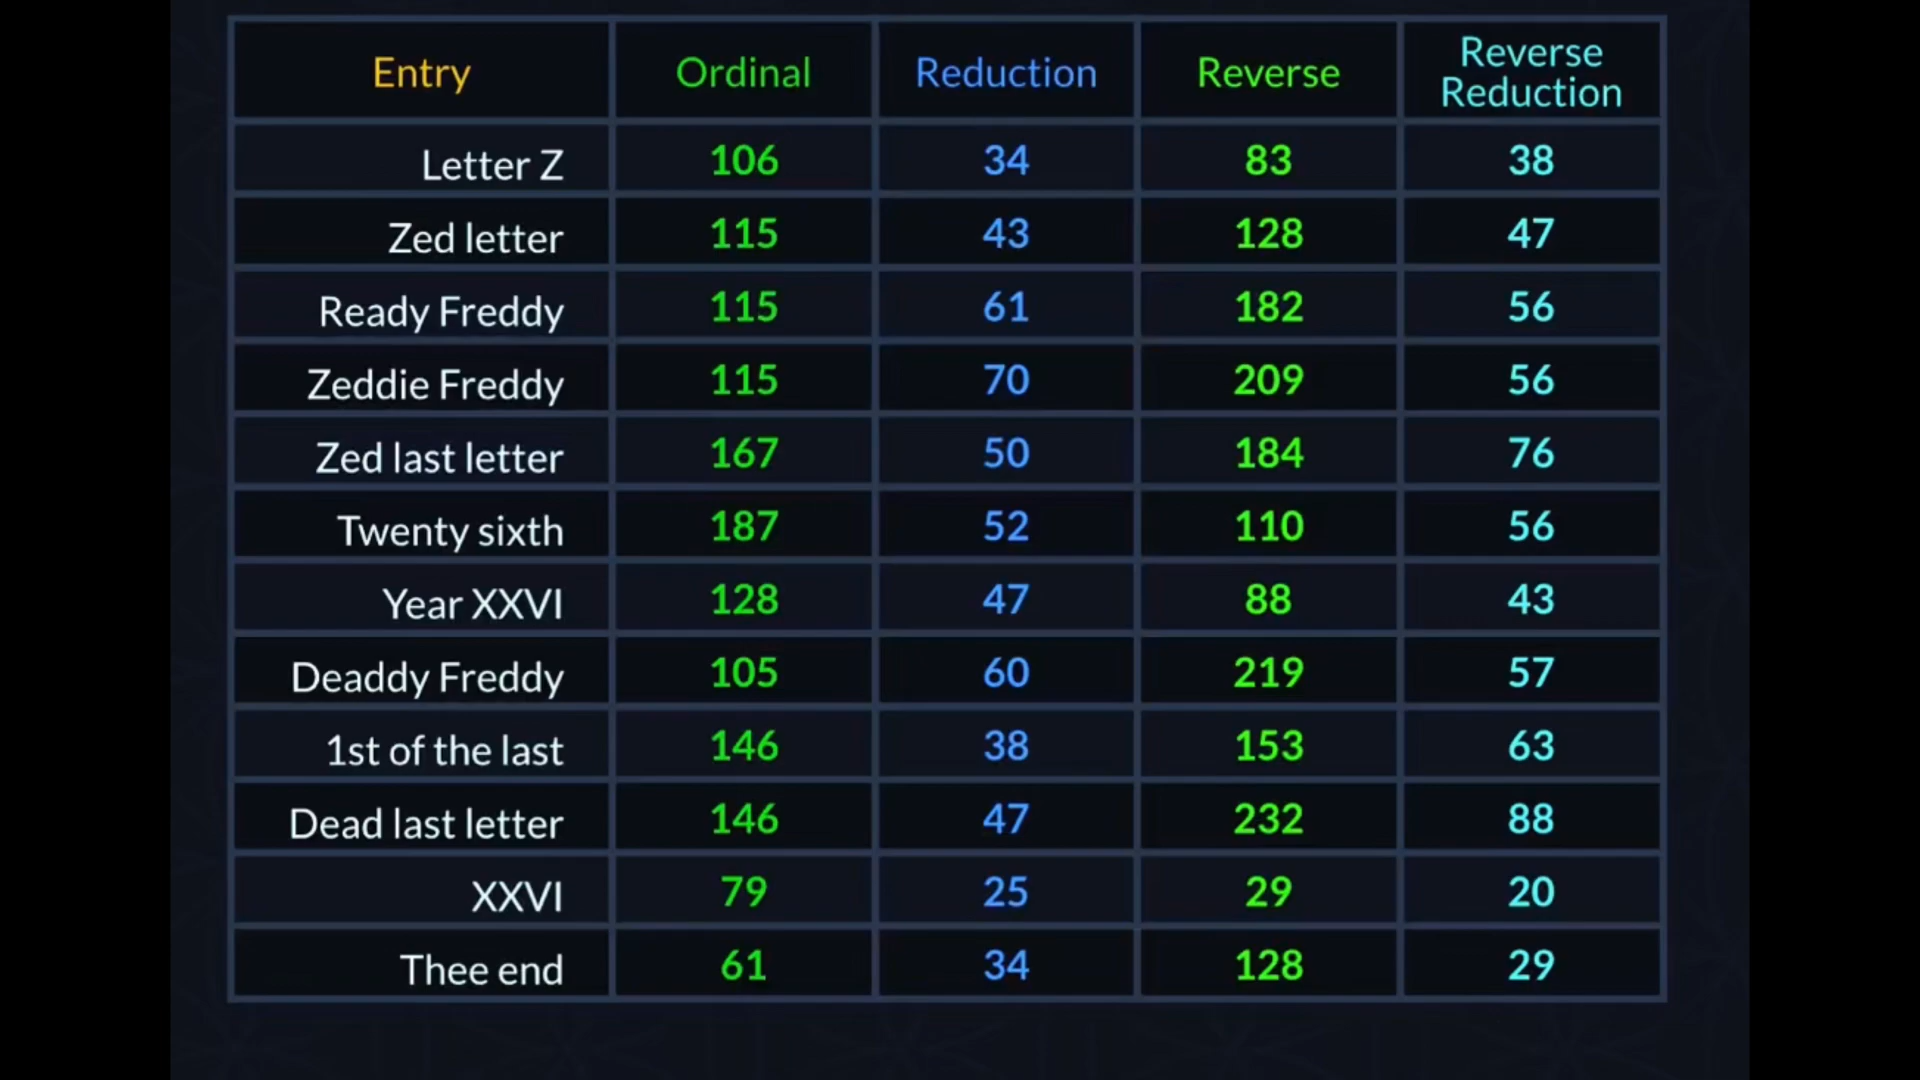 Entry Ordinal Reduction Reverse Reverse Reduction
Letter Z 106 34 83 38
Zed letter 115 43 128 47
Ready Freddy 115 61 182 56
Zeddie Freddy 115 70 209 56
Zed last letter 167 50 184 76
Twenty sixth 187 52 110 56
Year XXVI 128 47 88 43
Deaddy Freddy 105 60 219 57
1st of the last 146 38 153 63
Dead last letter 146 47 232 88
XXVI 79 25 29 20
Thee end 61 34 128 29